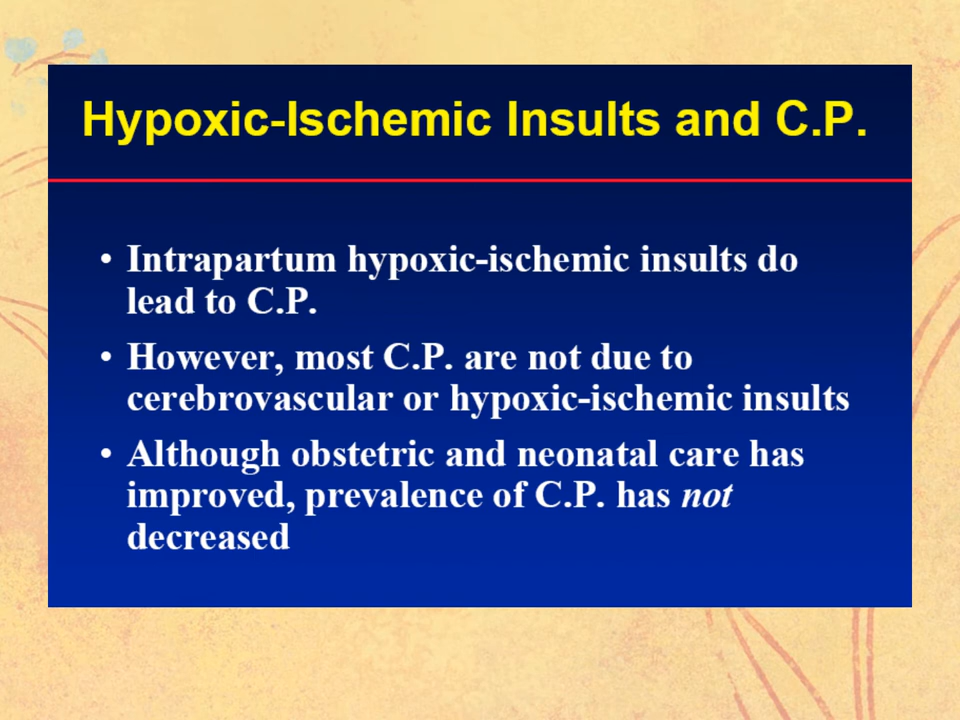 Hypoxic-Ischemic Insults and C.P.
• Intrapartum hypoxic-ischemic insults do
lead to C.P.
• However, most C.P. are not due to
cerebrovascular or hypoxic-ischemic insults
• Although obstetric and neonatal care has
improved, prevalence of C.P. has not
decreased